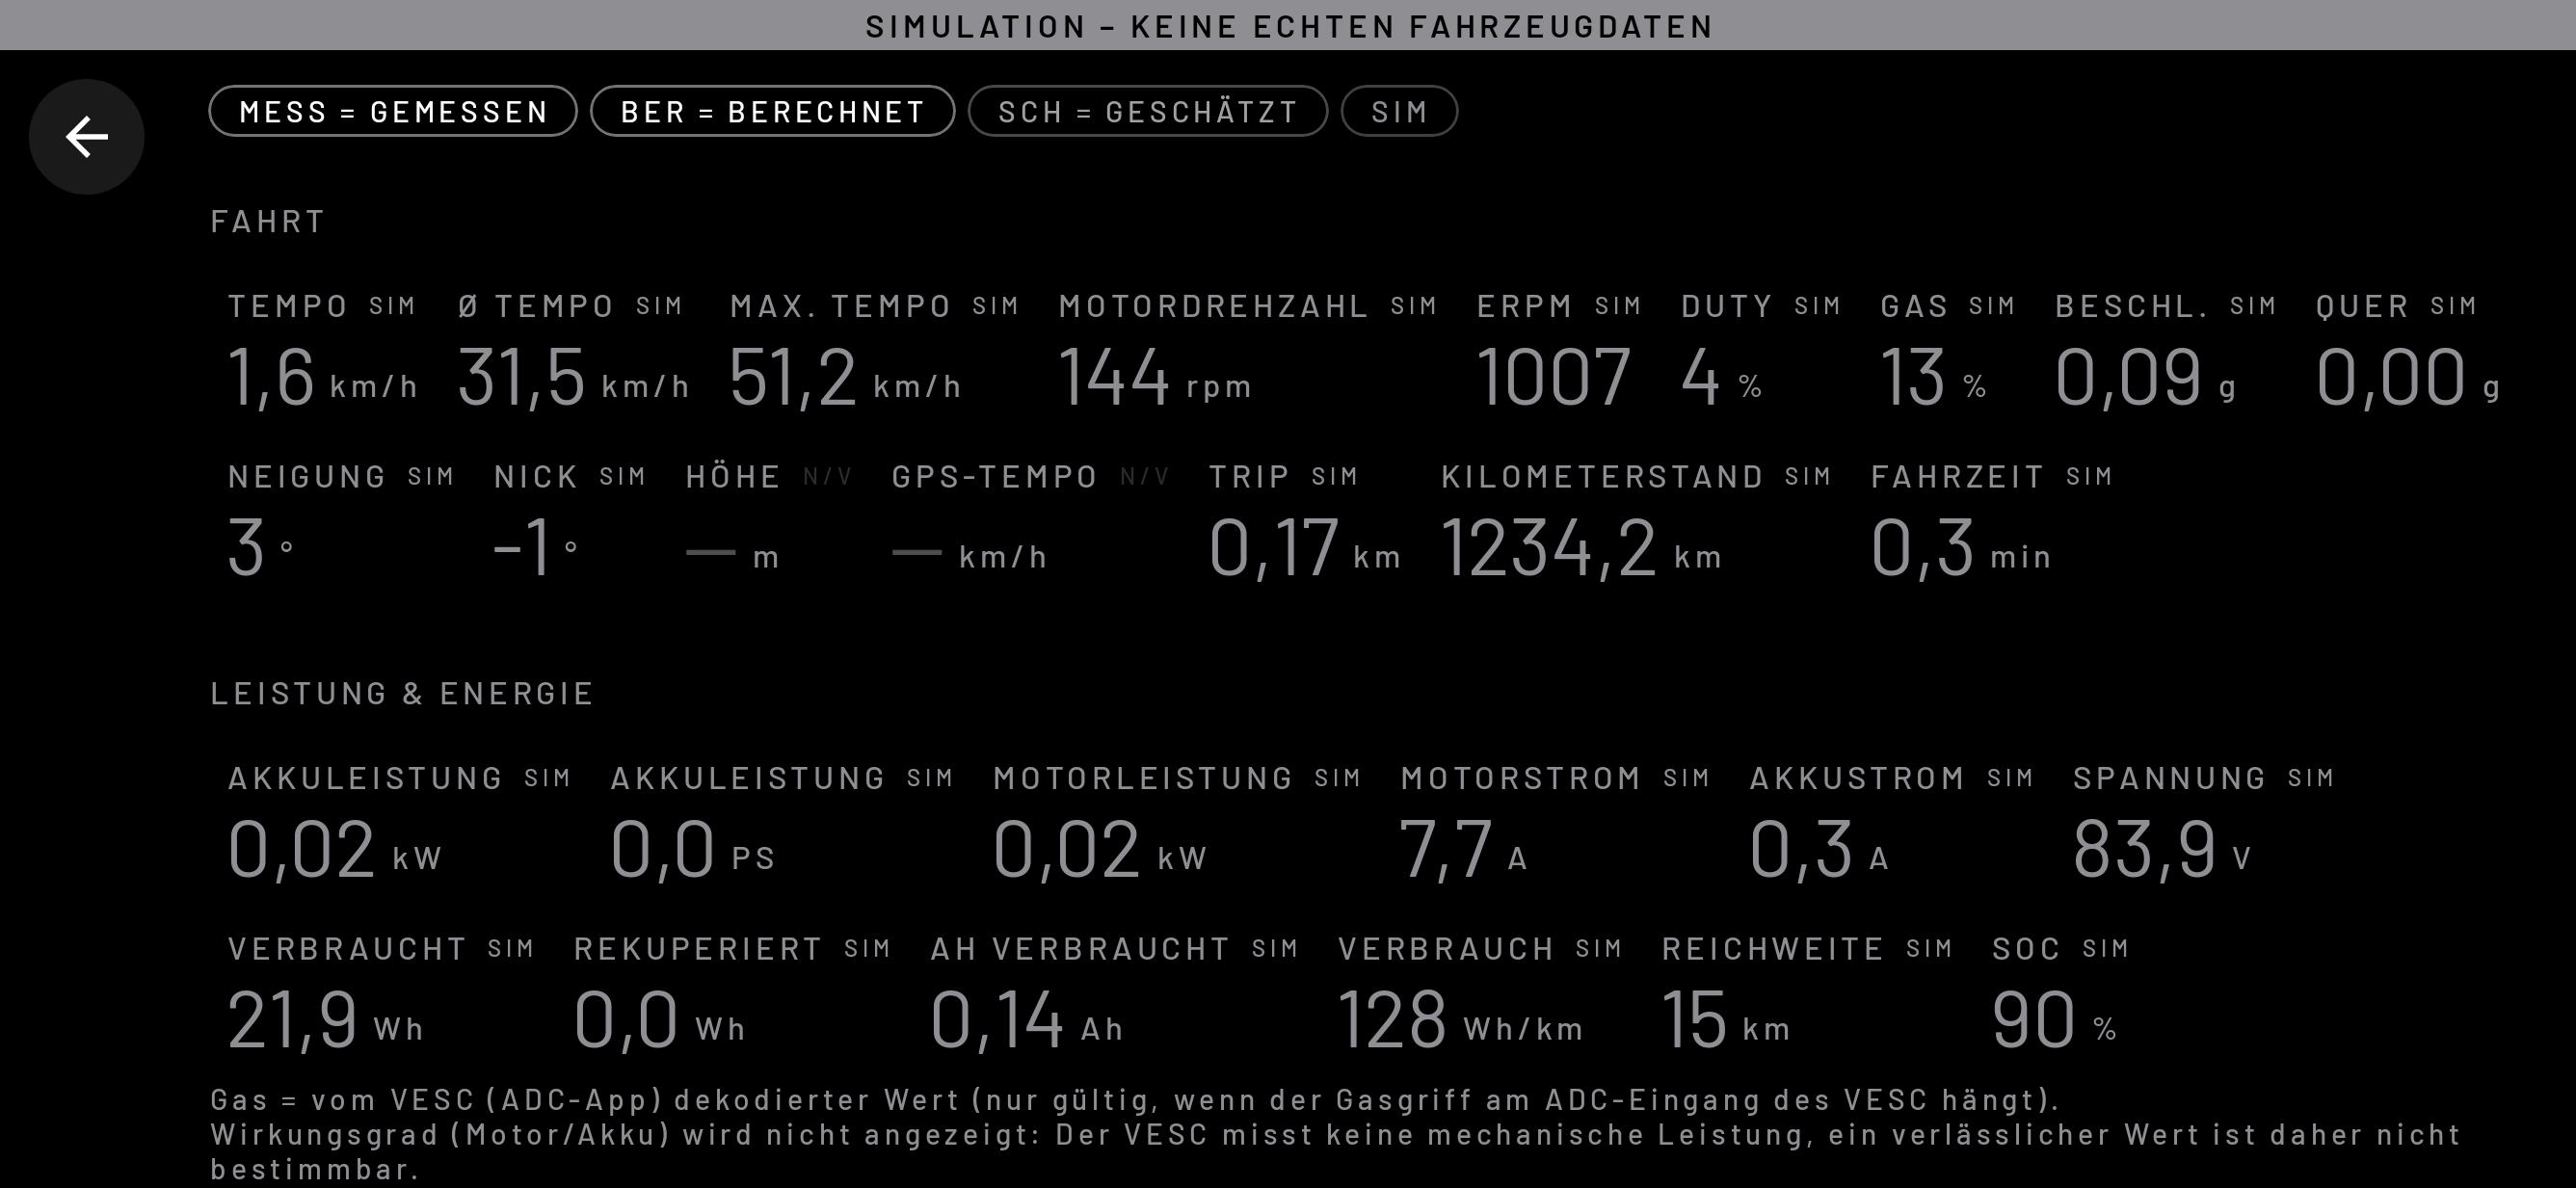 SIMULATION – KEINE ECHTEN FAHRZEUGDATEN
MESS = GEMESSEN BER = BERECHNET SCH = GESCHÄTZT SIM
FAHRT
TEMPO SIM Ø TEMPO SIM MAX. TEMPO SIM MOTORDREHZAHL SIM ERPM SIM DUTY SIM GAS SIM BESCHL. SIM QUER SIM
1,6 km/h 31,5 km/h 51,2 km/h 144 rpm 1007 4 % 13 % 0,09 g 0,00 g
NEIGUNG SIM NICK SIM HÖHE N/V GPS-TEMPO N/V TRIP SIM KILOMETERSTAND SIM FAHRZEIT SIM
3 ° –1 ° — m — km/h 0,17 km 1234,2 km 0,3 min
LEISTUNG & ENERGIE
AKKULEISTUNG SIM AKKULEISTUNG SIM MOTORLEISTUNG SIM MOTORSTROM SIM AKKUSTROM SIM SPANNUNG SIM
0,02 kW 0,0 PS 0,02 kW 7,7 A 0,3 A 83,9 V
VERBRAUCHT SIM REKUPERIERT SIM AH VERBRAUCHT SIM VERBRAUCH SIM REICHWEITE SIM SOC SIM
21,9 Wh 0,0 Wh 0,14 Ah 128 Wh/km 15 km 90 %
Gas = vom VESC (ADC-App) dekodierter Wert (nur gültig, wenn der Gasgriff am ADC-Eingang des VESC hängt).
Wirkungsgrad (Motor/Akku) wird nicht angezeigt: Der VESC misst keine mechanische Leistung, ein verlässlicher Wert ist daher nicht
bestimmbar.